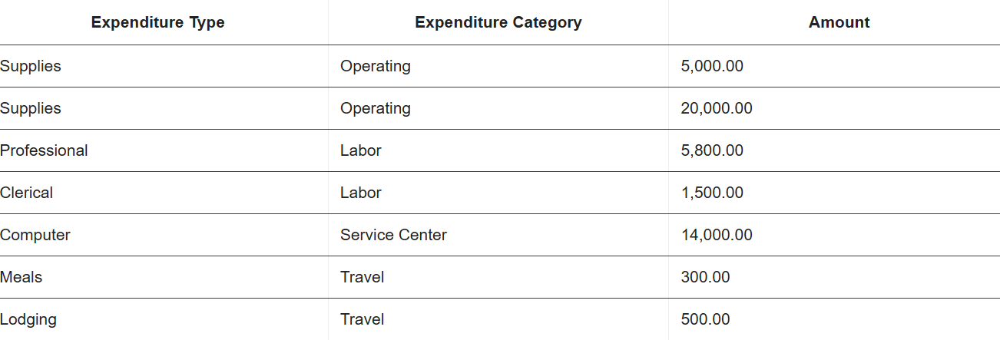 Expenditure Type Expenditure Category Amount
Supplies Operating 5,000.00
Supplies Operating 20,000.00
Professional Labor 5,800.00
Clerical Labor 1,500.00
Computer Service Center 14,000.00
Meals Travel 300.00
Lodging Travel 500.00